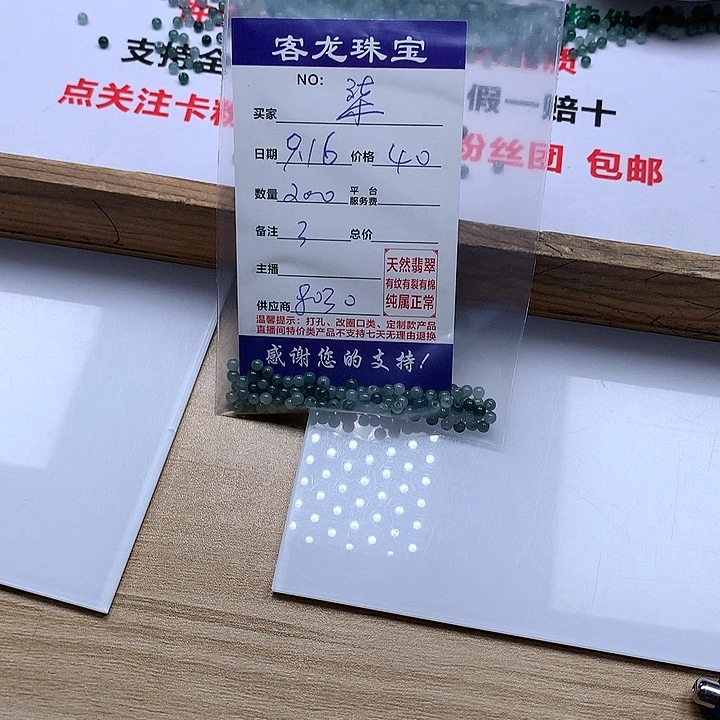 支持全
点关注卡粉
假一赔十
粉丝团 包邮
客龙珠宝
NO:
买家
日期 9.16 价格 40
数量 200 平台服务费
备注 3 总价
主播
供应商 8030
天然翡翠
有纹有裂有棉
纯属正常
温馨提示：打孔、改圈口类、定制款产品
直播间特价类产品不支持七天无理由退换
感谢您的支持！